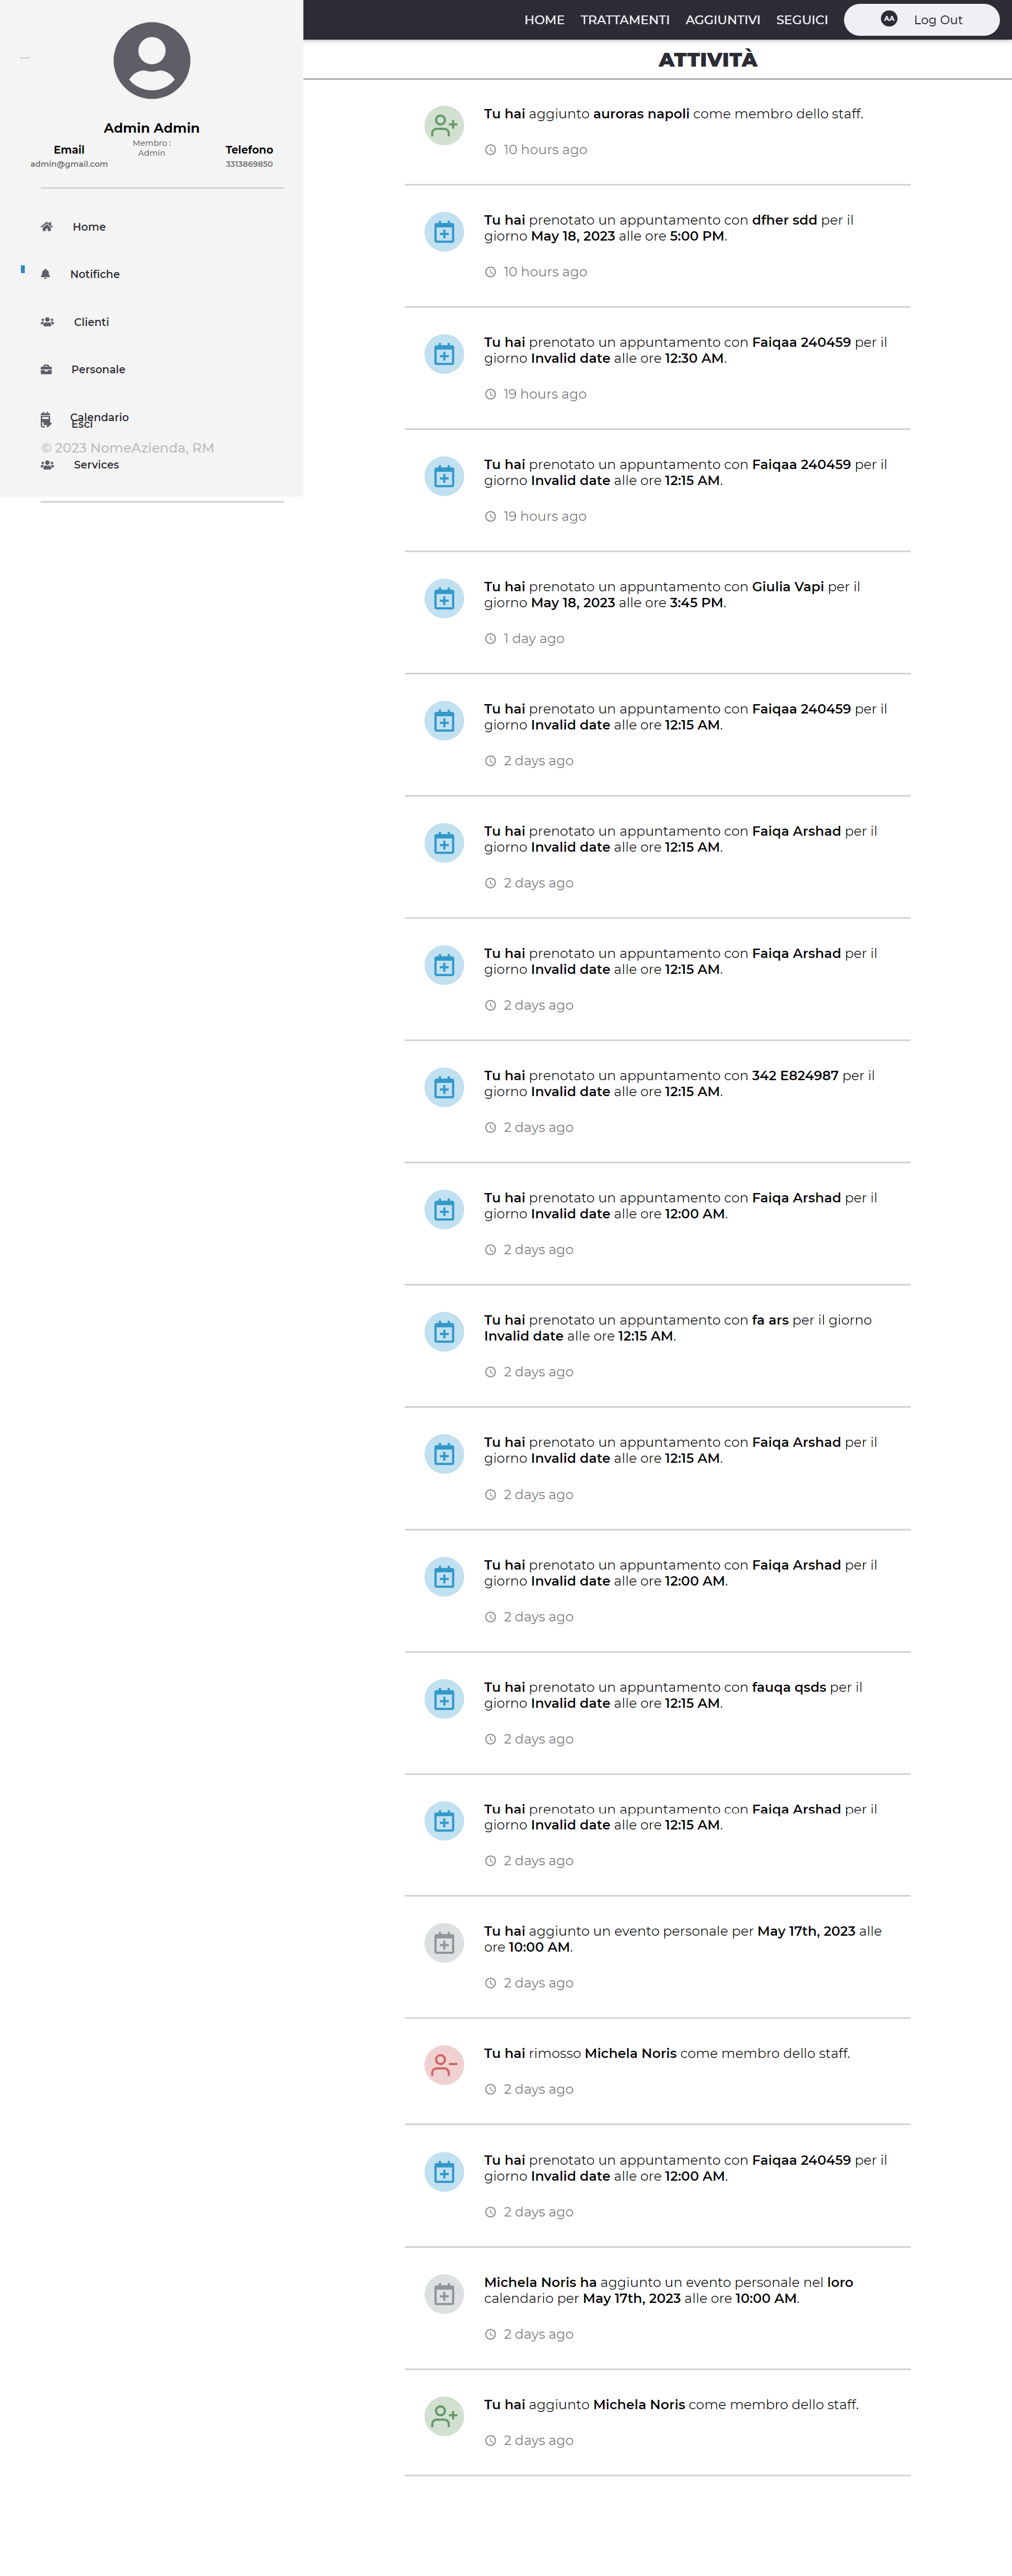 HOME TRATTAMENTI AGGIUNTIVI SEGUICI AA Log Out
Admin Admin
Membro :
Admin
Email
admin@gmail.com
Telefono
3313869850
Home
Notifiche
Clienti
Personale
Calendario
Esci
© 2023 NomeAzienda, RM
Services
ATTIVITÀ
Tu hai aggiunto auroras napoli come membro dello staff.
10 hours ago
Tu hai prenotato un appuntamento con dfher sdd per il
giorno May 18, 2023 alle ore 5:00 PM.
10 hours ago
Tu hai prenotato un appuntamento con Faiqaa 240459 per il
giorno Invalid date alle ore 12:30 AM.
19 hours ago
Tu hai prenotato un appuntamento con Faiqaa 240459 per il
giorno Invalid date alle ore 12:15 AM.
19 hours ago
Tu hai prenotato un appuntamento con Giulia Vapi per il
giorno May 18, 2023 alle ore 3:45 PM.
1 day ago
Tu hai prenotato un appuntamento con Faiqaa 240459 per il
giorno Invalid date alle ore 12:15 AM.
2 days ago
Tu hai prenotato un appuntamento con Faiqa Arshad per il
giorno Invalid date alle ore 12:15 AM.
2 days ago
Tu hai prenotato un appuntamento con Faiqa Arshad per il
giorno Invalid date alle ore 12:15 AM.
2 days ago
Tu hai prenotato un appuntamento con 342 E824987 per il
giorno Invalid date alle ore 12:15 AM.
2 days ago
Tu hai prenotato un appuntamento con Faiqa Arshad per il
giorno Invalid date alle ore 12:00 AM.
2 days ago
Tu hai prenotato un appuntamento con fa ars per il giorno
Invalid date alle ore 12:15 AM.
2 days ago
Tu hai prenotato un appuntamento con Faiqa Arshad per il
giorno Invalid date alle ore 12:15 AM.
2 days ago
Tu hai prenotato un appuntamento con Faiqa Arshad per il
giorno Invalid date alle ore 12:00 AM.
2 days ago
Tu hai prenotato un appuntamento con fauqa qsds per il
giorno Invalid date alle ore 12:15 AM.
2 days ago
Tu hai prenotato un appuntamento con Faiqa Arshad per il
giorno Invalid date alle ore 12:15 AM.
2 days ago
Tu hai aggiunto un evento personale per May 17th, 2023 alle
ore 10:00 AM.
2 days ago
Tu hai rimosso Michela Noris come membro dello staff.
2 days ago
Tu hai prenotato un appuntamento con Faiqaa 240459 per il
giorno Invalid date alle ore 12:00 AM.
2 days ago
Michela Noris ha aggiunto un evento personale nel loro
calendario per May 17th, 2023 alle ore 10:00 AM.
2 days ago
Tu hai aggiunto Michela Noris come membro dello staff.
2 days ago